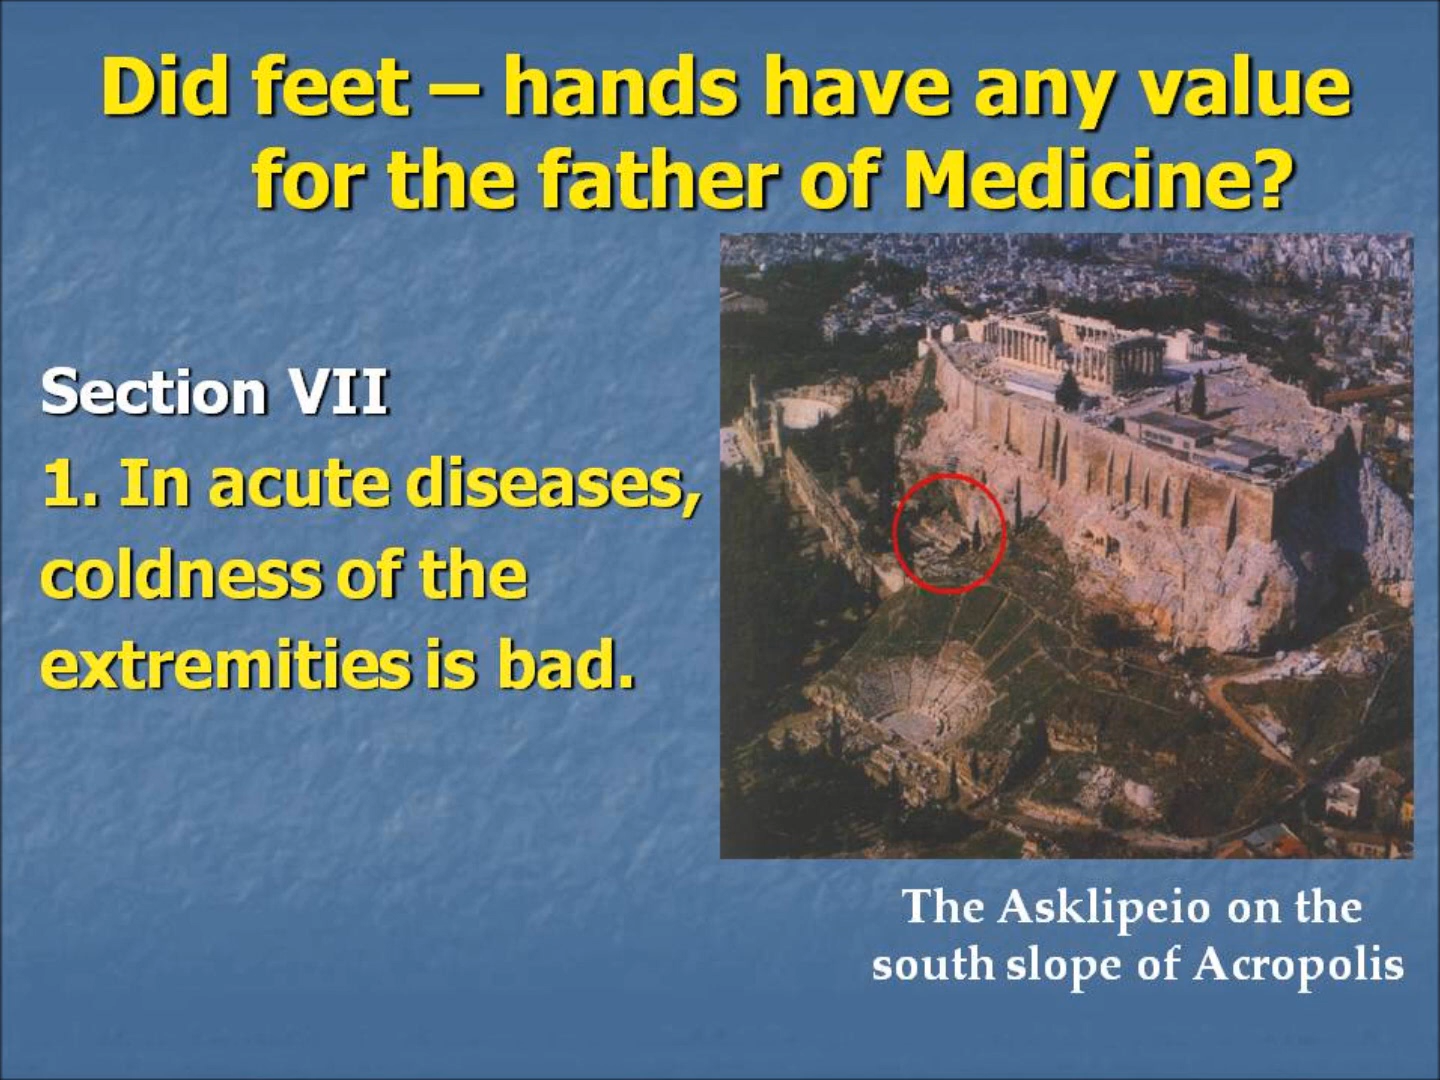 Did feet – hands have any value
for the father of Medicine?
Section VII
1. In acute diseases,
coldness of the
extremities is bad.
The Asklipeio on the
south slope of Acropolis